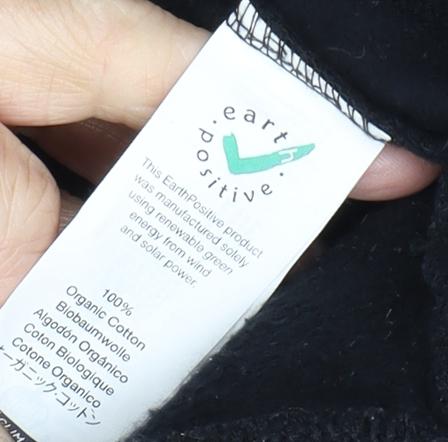 earth
positive.
This EarthPositive product
was manufactured solely
using renewable green
energy from wind
and solar power.
100%
Organic Cotton
Biobaumwolle
Algodón Orgánico
Coton Biologique
Cotone Organico
オーガニック・コットン